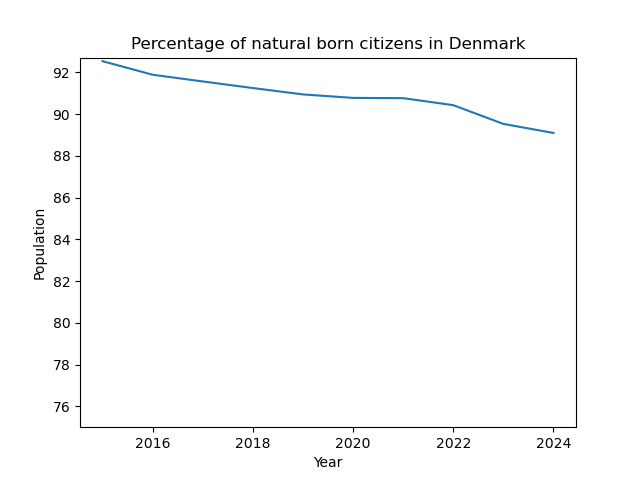 Percentage of natural born citizens in Denmark
92
90
88
86
84
82
80
78
76
Population
2016 2018 2020 2022 2024
Year